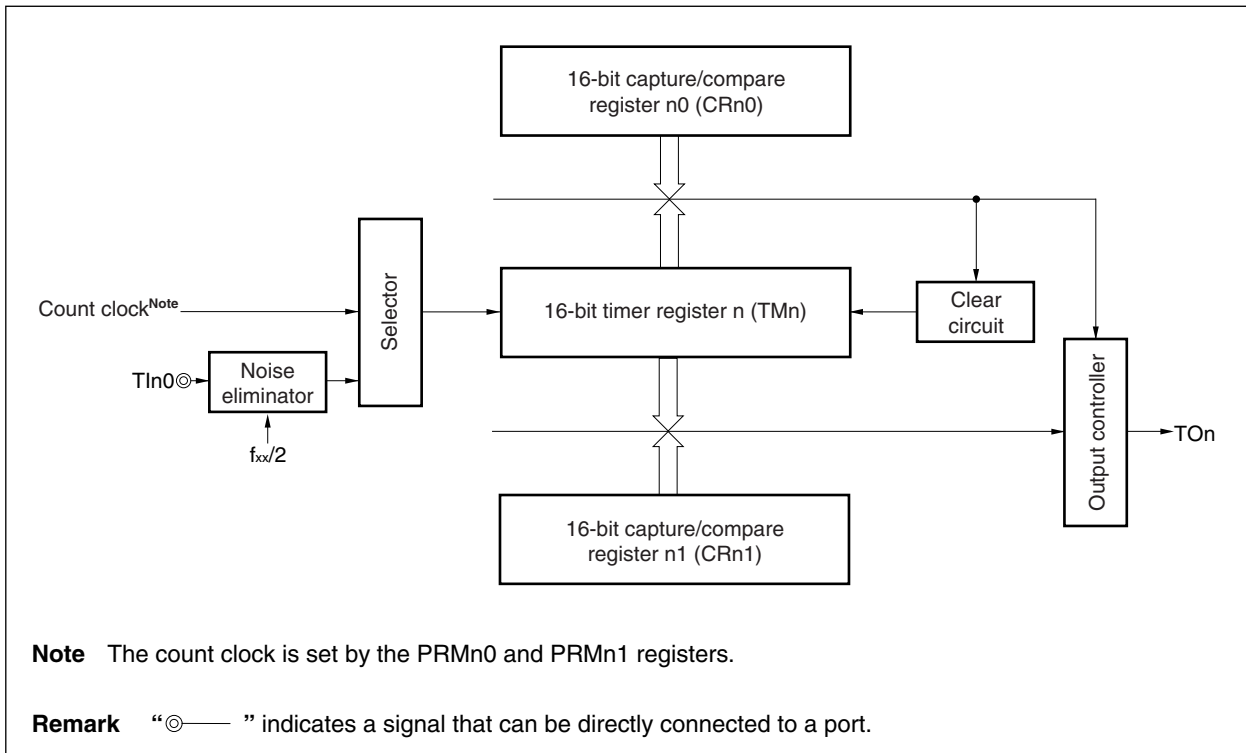 16-bit capture/compare
register n0 (CRn0)
Selector
Count clockNote
16-bit timer register n (TMn)
Clear
circuit
TIn0
Noise
eliminator
fxx/2
Output controller
TOn
16-bit capture/compare
register n1 (CRn1)
Note The count clock is set by the PRMn0 and PRMn1 registers.
Remark “ ” indicates a signal that can be directly connected to a port.